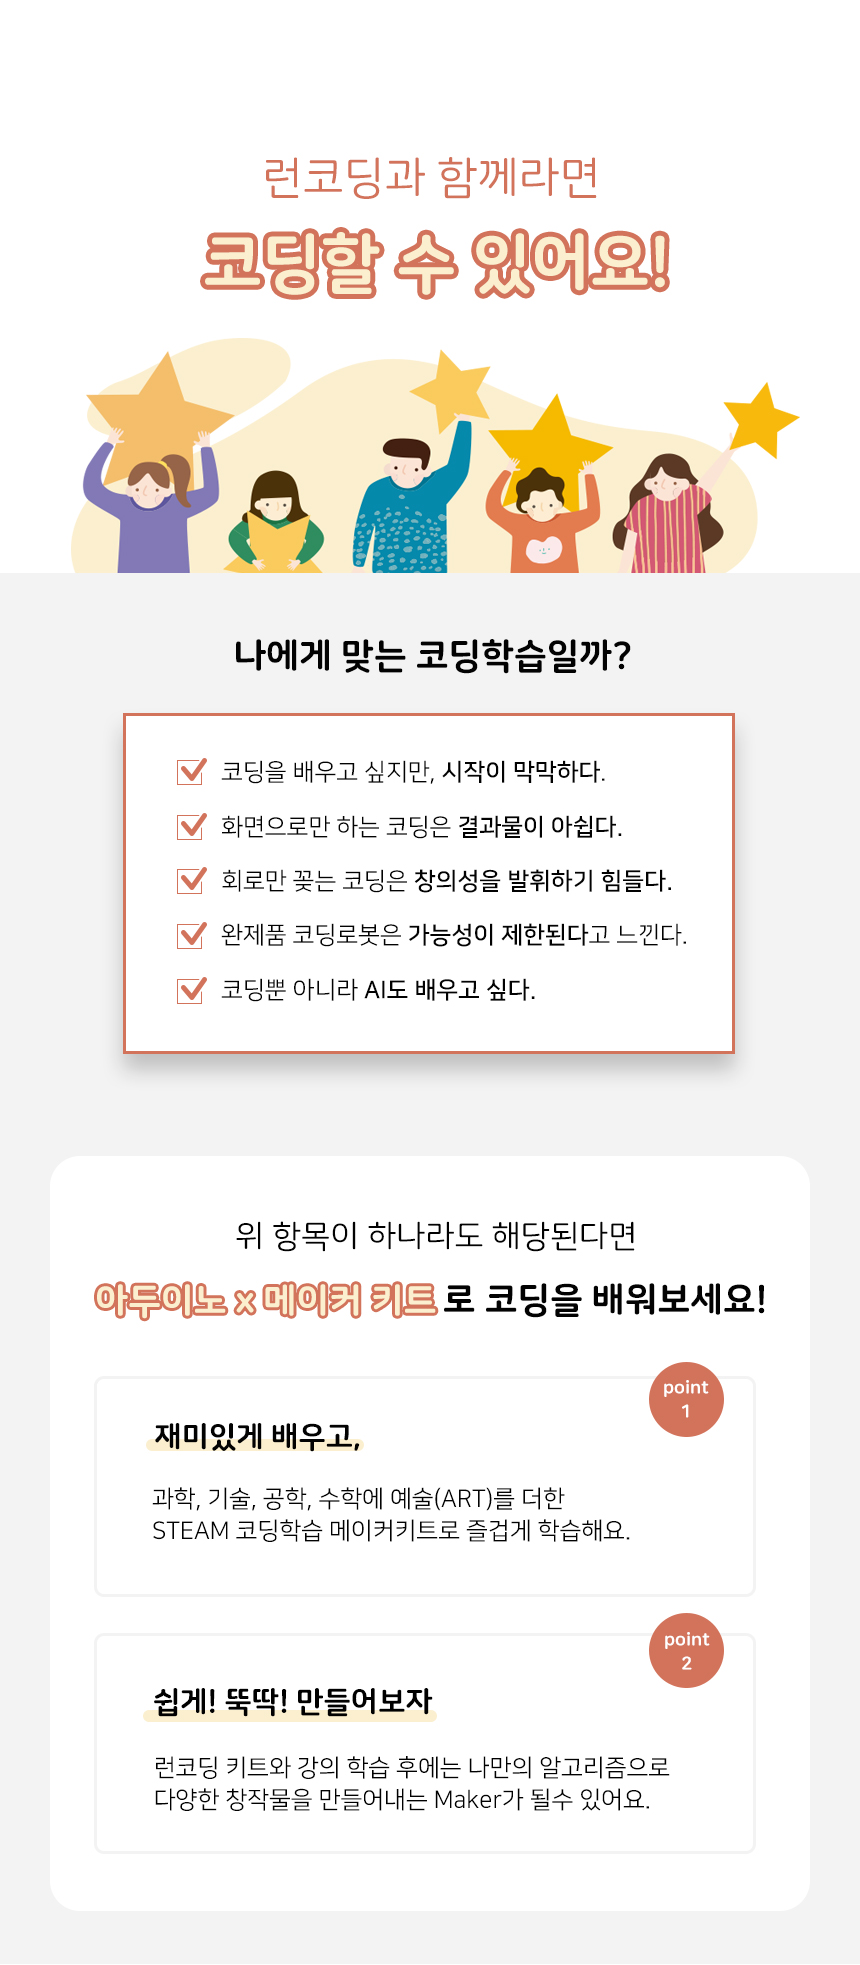 런코딩과 함께라면
코딩할 수 있어요!
나에게 맞는 코딩학습일까?
코딩을 배우고 싶지만, 시작이 막막하다.
화면으로만 하는 코딩은 결과물이 아쉽다.
회로만 꽂는 코딩은 창의성을 발휘하기 힘들다.
완제품 코딩로봇은 가능성이 제한된다고 느낀다.
코딩뿐 아니라 AI도 배우고 싶다.
위 항목이 하나라도 해당된다면
아두이노 x 메이커 키트 로 코딩을 배워보세요!
point
1
재미있게 배우고,
과학, 기술, 공학, 수학에 예술(ART)를 더한
STEAM 코딩학습 메이커키트로 즐겁게 학습해요.
point
2
쉽게! 뚝딱! 만들어보자
런코딩 키트와 강의 학습 후에는 나만의 알고리즘으로
다양한 창작물을 만들어내는 Maker가 될수 있어요.